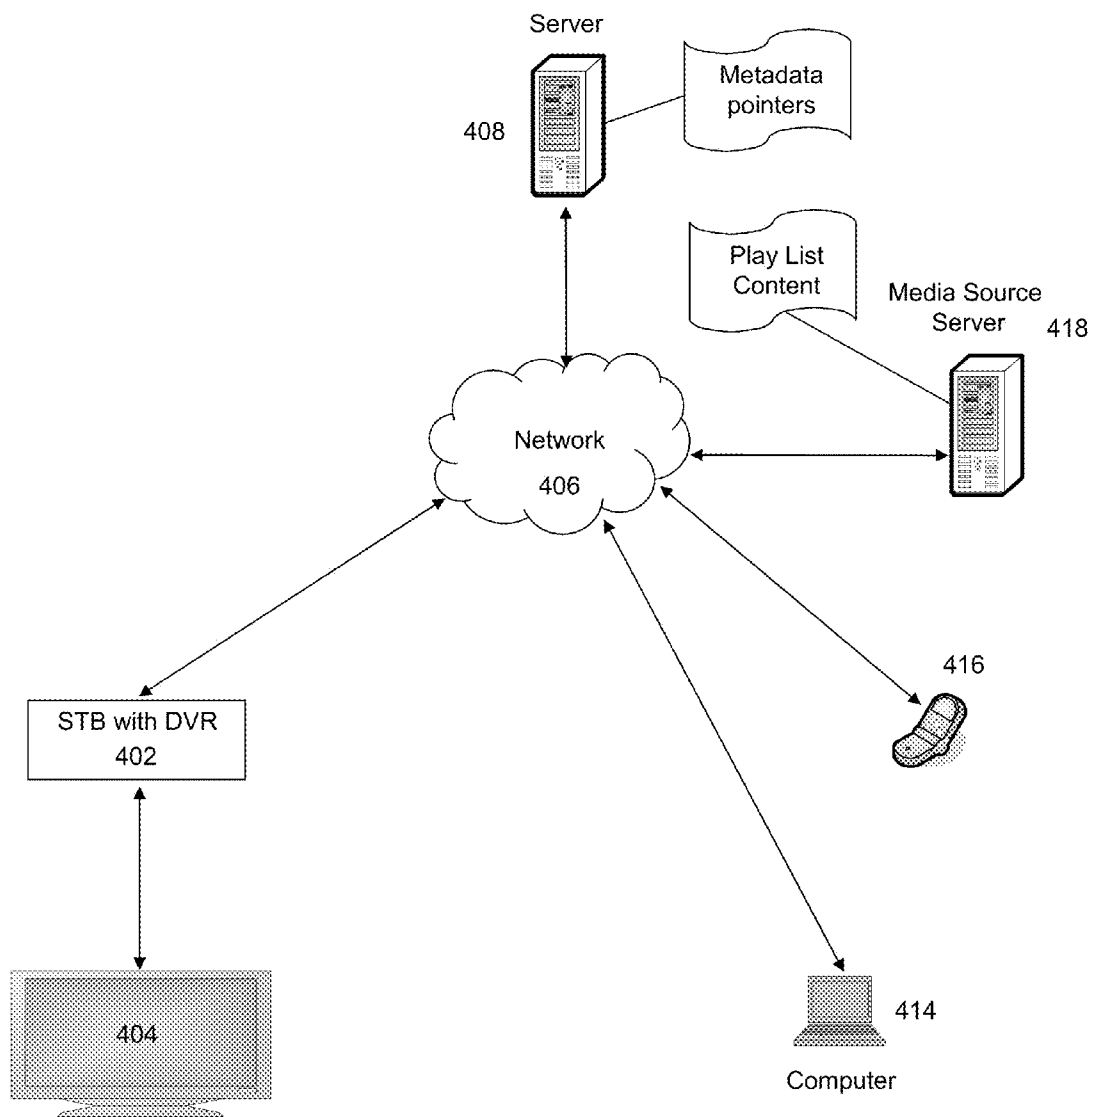 Server
408
Metadata
pointers
Play List
Content
Media Source
Server
418
Network
406
416
STB with DVR
402
404
414
Computer